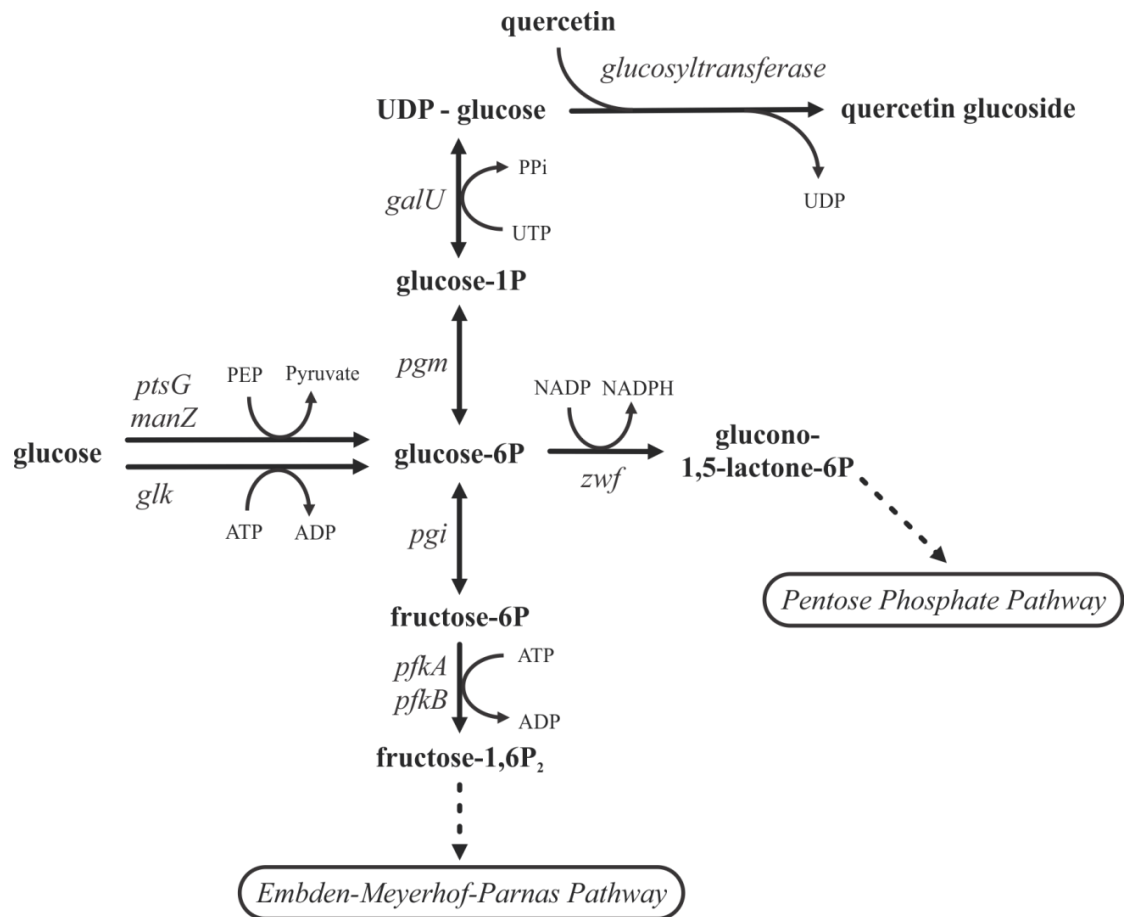 quercetin
glucosyltransferase
UDP - glucose
quercetin glucoside
PPi
galU
UDP
UTP
glucose-1P
ptsG
manZ
PEP
Pyruvate
pgm
NADP
NADPH
glucose
glucose-6P
glucono-
1,5-lactone-6P
glk
zwf
ATP
ADP
pgi
Pentose Phosphate Pathway
fructose-6P
pfkA
pfkB
ATP
ADP
fructose-1,6P₂
Embden-Meyerhof-Parnas Pathway